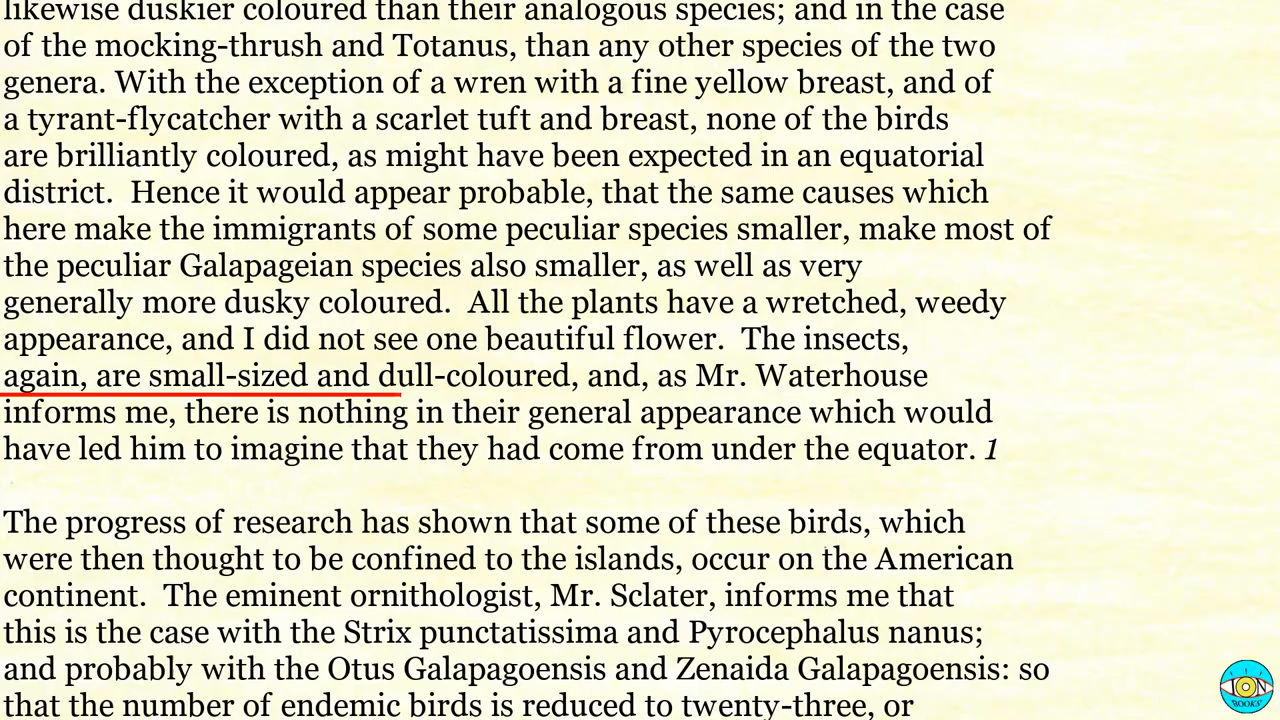 likewise duskier coloured than their analogous species; and in the case
of the mocking-thrush and Totanus, than any other species of the two
genera. With the exception of a wren with a fine yellow breast, and of
a tyrant-flycatcher with a scarlet tuft and breast, none of the birds
are brilliantly coloured, as might have been expected in an equatorial
district.  Hence it would appear probable, that the same causes which
here make the immigrants of some peculiar species smaller, make most of
the peculiar Galapageian species also smaller, as well as very
generally more dusky coloured.  All the plants have a wretched, weedy
appearance, and I did not see one beautiful flower.  The insects,
again, are small-sized and dull-coloured, and, as Mr. Waterhouse
informs me, there is nothing in their general appearance which would
have led him to imagine that they had come from under the equator. 1
The progress of research has shown that some of these birds, which
were then thought to be confined to the islands, occur on the American
continent.  The eminent ornithologist, Mr. Sclater, informs me that
this is the case with the Strix punctatissima and Pyrocephalus nanus;
and probably with the Otus Galapagoensis and Zenaida Galapagoensis: so
that the number of endemic birds is reduced to twenty-three, or
ION
BOOKS